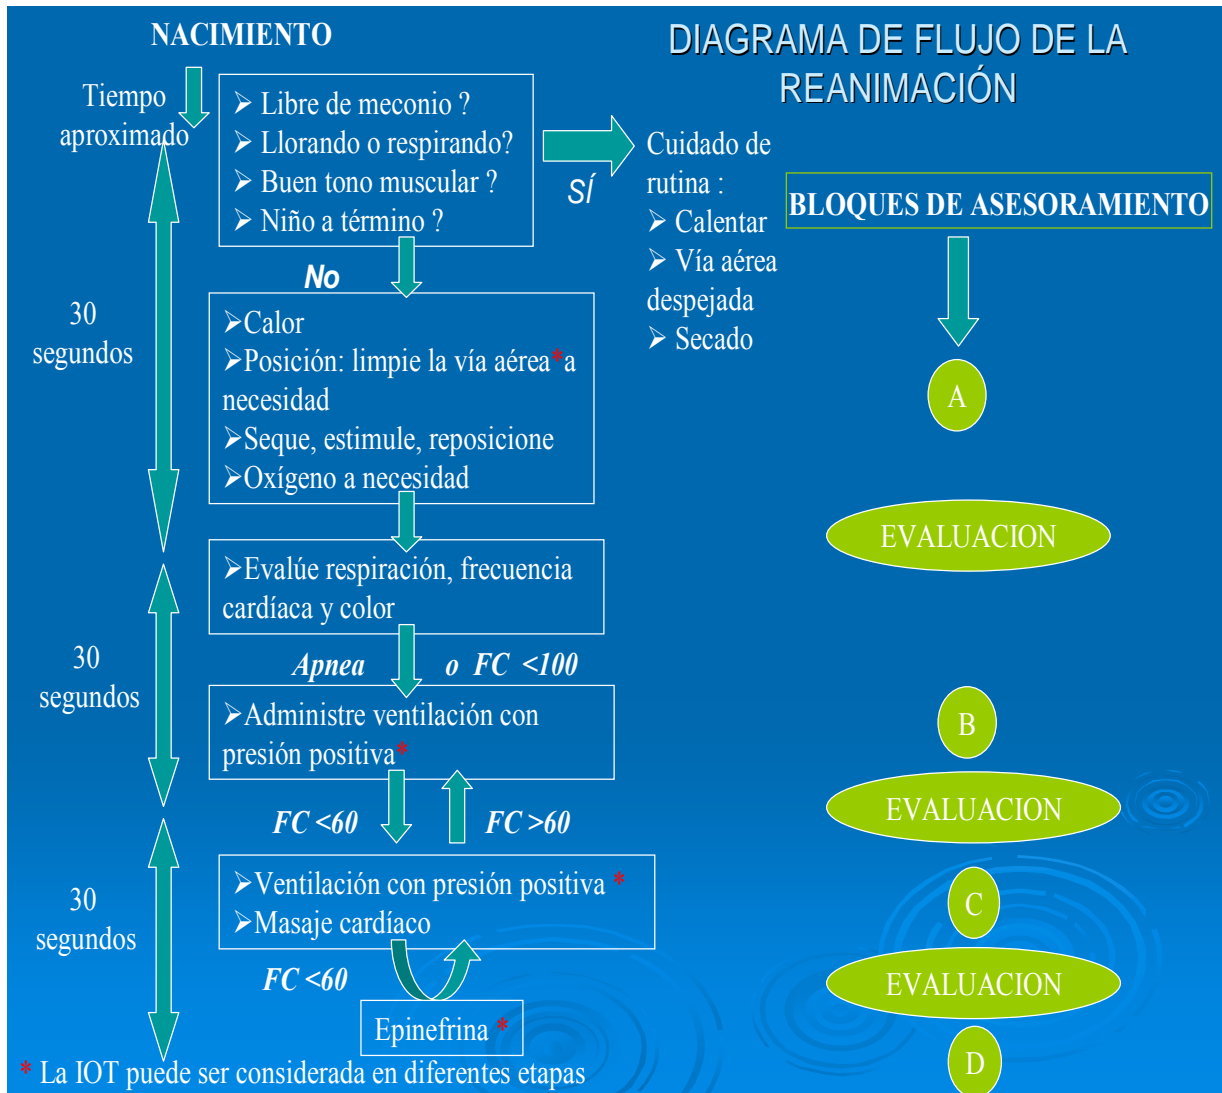 NACIMIENTO
DIAGRAMA DE FLUJO DE LA
REANIMACIÓN
Tiempo
aproximado
➢ Libre de meconio ?
➢ Llorando o respirando?
➢ Buen tono muscular ?
➢ Niño a término ?
SÍ
Cuidado de
rutina :
➢ Calentar
➢ Vía aérea
despejada
➢ Secado
BLOQUES DE ASESORAMIENTO
No
30
segundos
➢Calor
➢Posición: limpie la vía aérea*a
necesidad
➢Seque, estimule, reposicione
➢Oxígeno a necesidad
A
EVALUACION
➢Evalúe respiración, frecuencia
cardíaca y color
30
segundos
Apnea o FC <100
➢Administre ventilación con
presión positiva*
B
EVALUACION
FC <60 FC >60
30
segundos
➢Ventilación con presión positiva *
➢Masaje cardíaco
C
FC <60
EVALUACION
Epinefrina *
D
* La IOT puede ser considerada en diferentes etapas